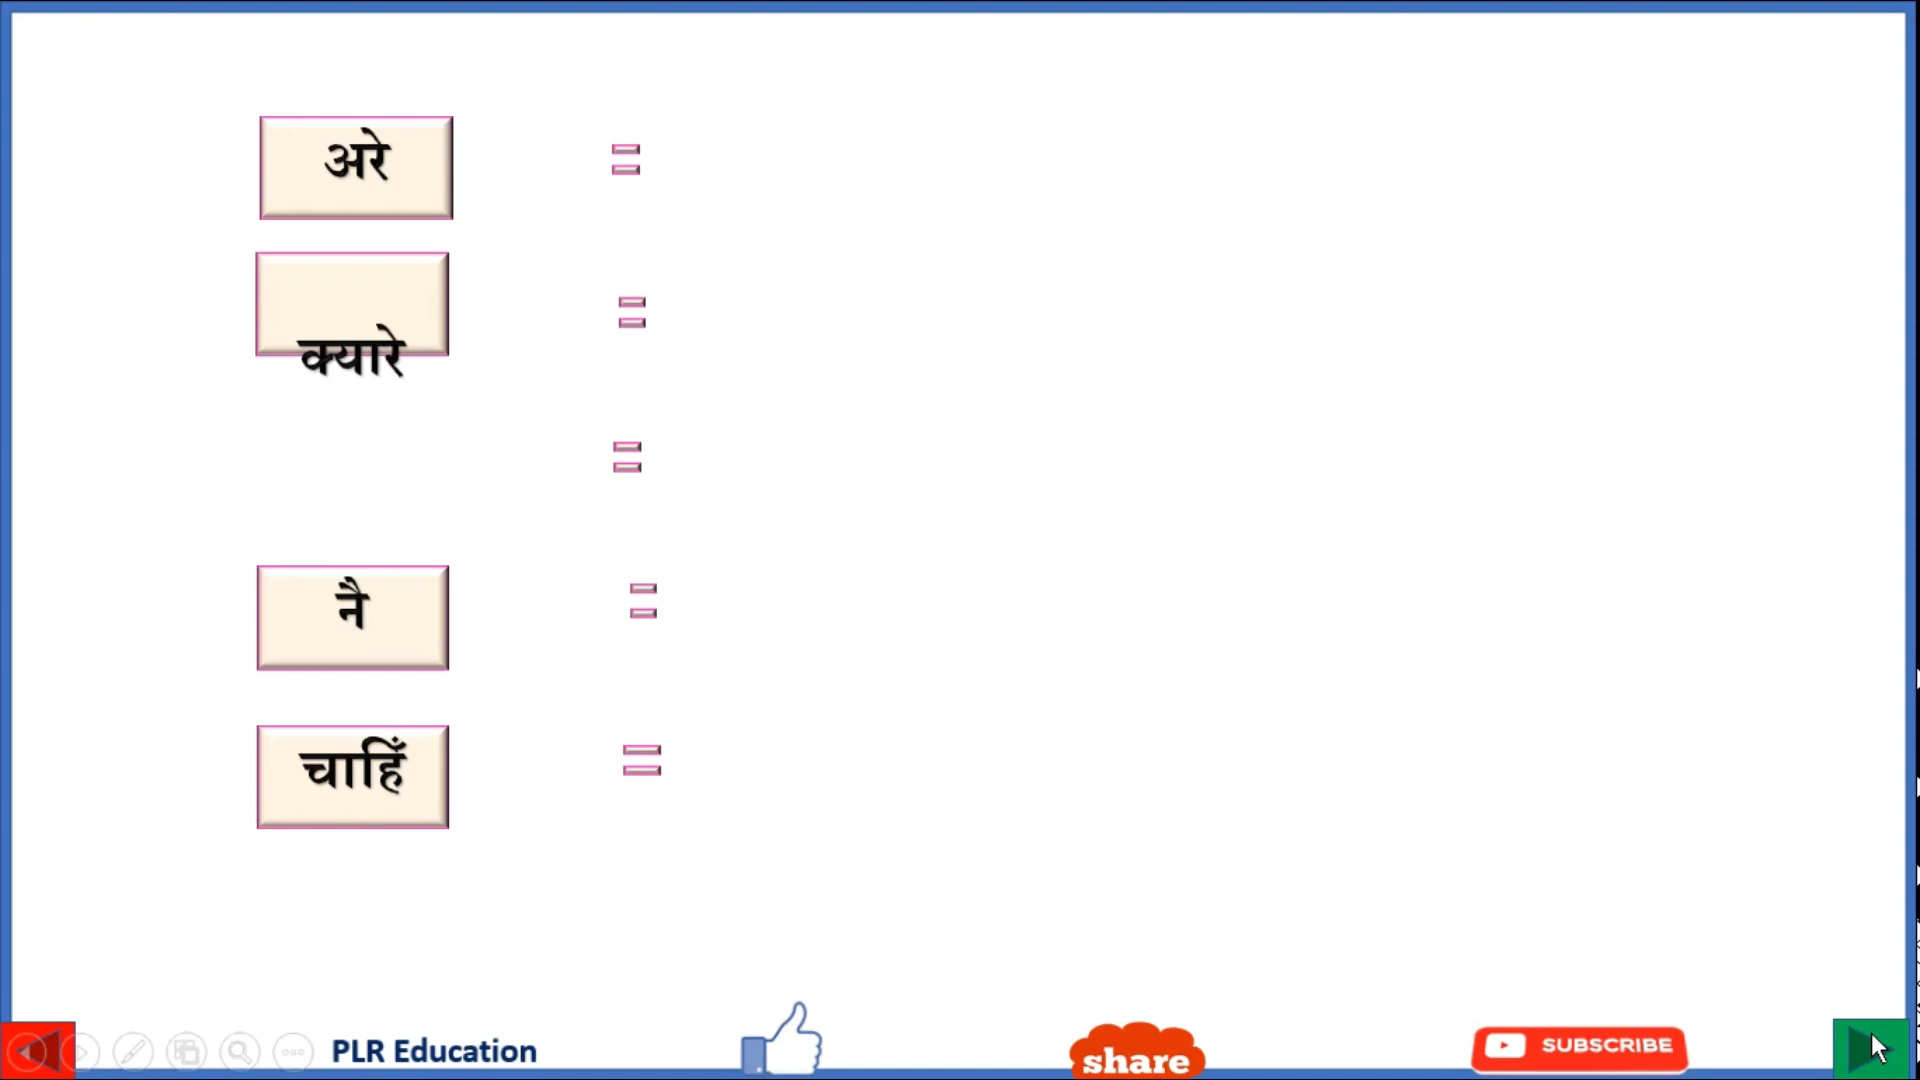 अरे
=
क्यारे
=
=
नै
=
चाहिँ
=
PLR Education
share
SUBSCRIBE